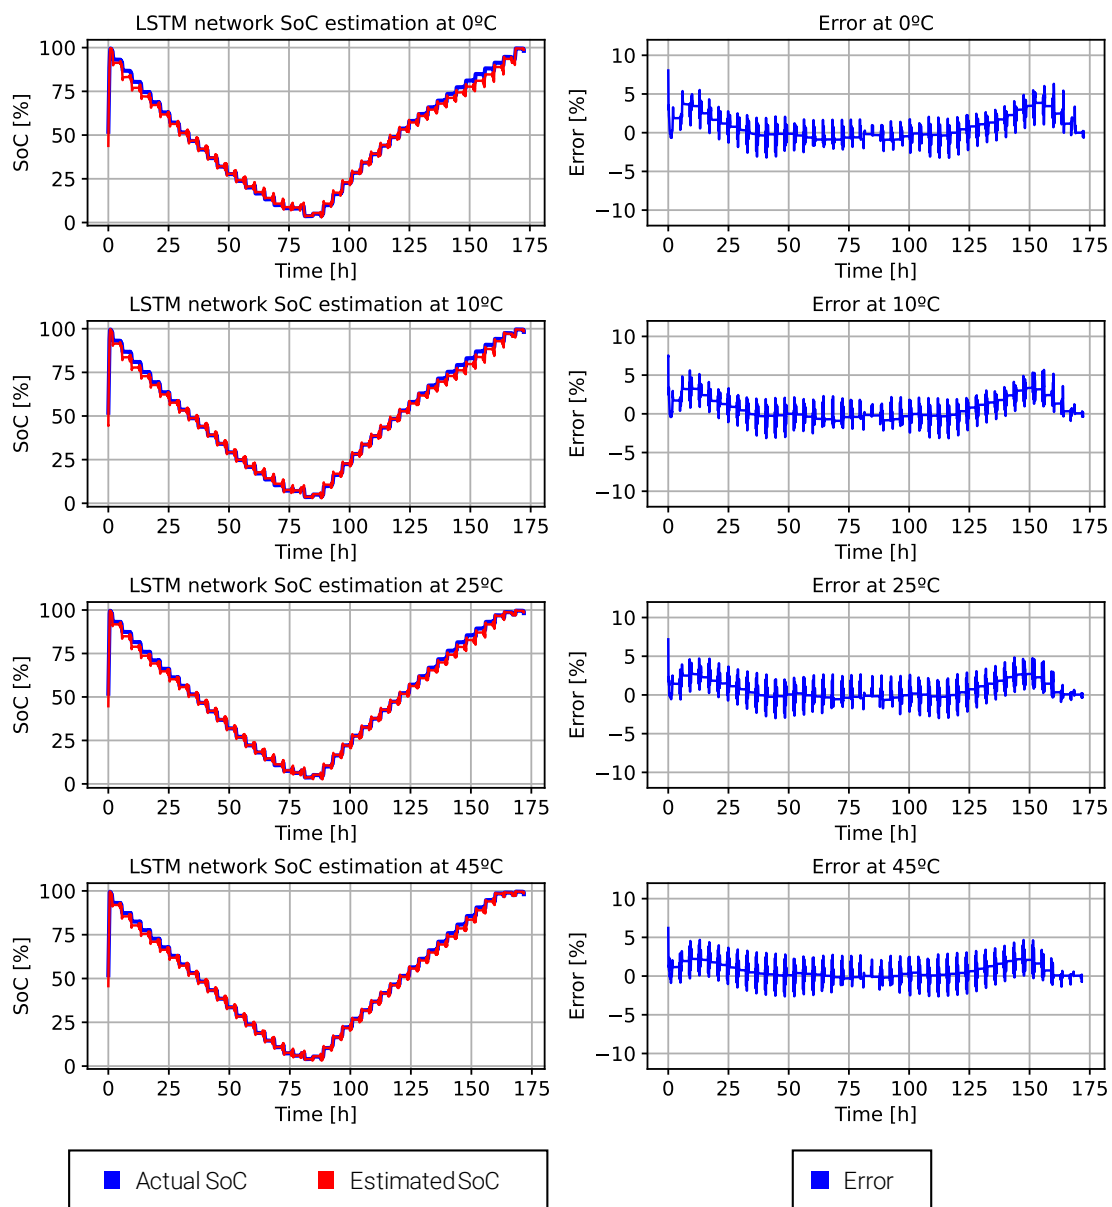 LSTM network SoC estimation at 0ºC
Error at 0ºC
100
75
50
25
0
SoC [%]
0 25 50 75 100 125 150 175
Time [h]
10
5
0
−5
−10
Error [%]
0 25 50 75 100 125 150 175
Time [h]
LSTM network SoC estimation at 10ºC
Error at 10ºC
100
75
50
25
0
SoC [%]
0 25 50 75 100 125 150 175
Time [h]
10
5
0
−5
−10
Error [%]
0 25 50 75 100 125 150 175
Time [h]
LSTM network SoC estimation at 25ºC
Error at 25ºC
100
75
50
25
0
SoC [%]
0 25 50 75 100 125 150 175
Time [h]
10
5
0
−5
−10
Error [%]
0 25 50 75 100 125 150 175
Time [h]
LSTM network SoC estimation at 45ºC
Error at 45ºC
100
75
50
25
0
SoC [%]
0 25 50 75 100 125 150 175
Time [h]
10
5
0
−5
−10
Error [%]
0 25 50 75 100 125 150 175
Time [h]
Actual SoC
Estimated SoC
Error